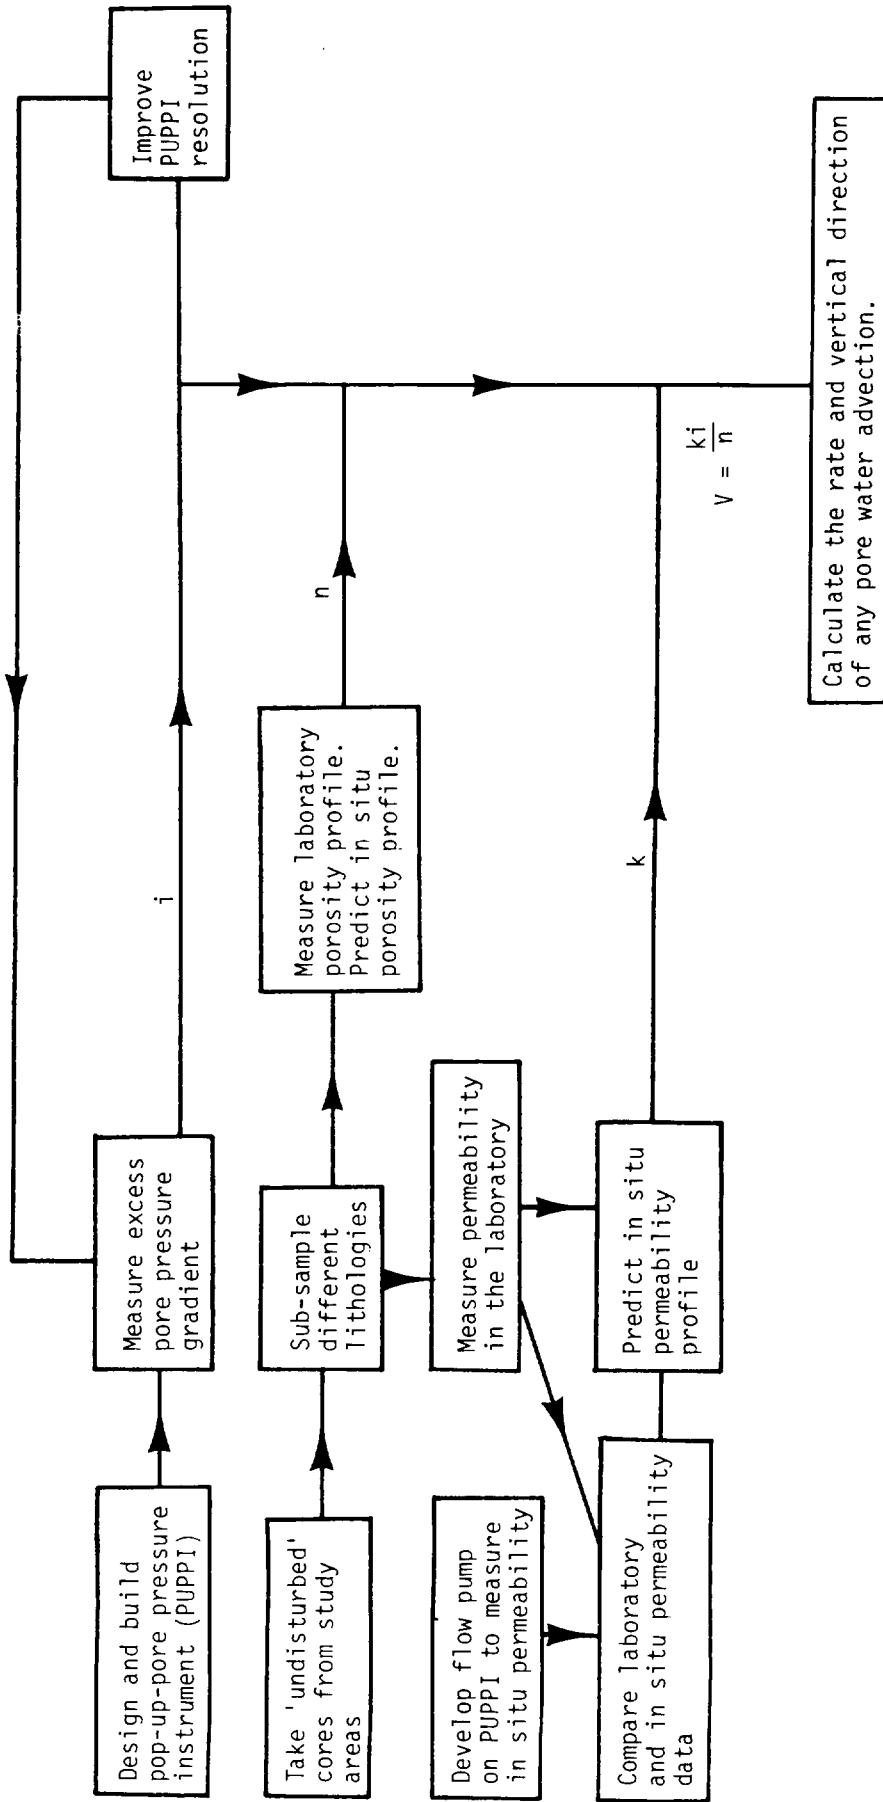 Design and build
pop-up-pore pressure
instrument (PUPPI)
Measure excess
pore pressure
gradient
i
Improve
PUPPI
resolution
Take 'undisturbed'
cores from study
areas
Sub-sample
different
lithologies
Measure laboratory
porosity profile.
Predict in situ
porosity profile.
n
Develop flow pump
on PUPPI to measure
in situ permeability
Measure permeability
in the laboratory
Compare laboratory
and in situ permeability
data
Predict in situ
permeability
profile
k
V = ki/n
Calculate the rate and vertical direction
of any pore water advection.